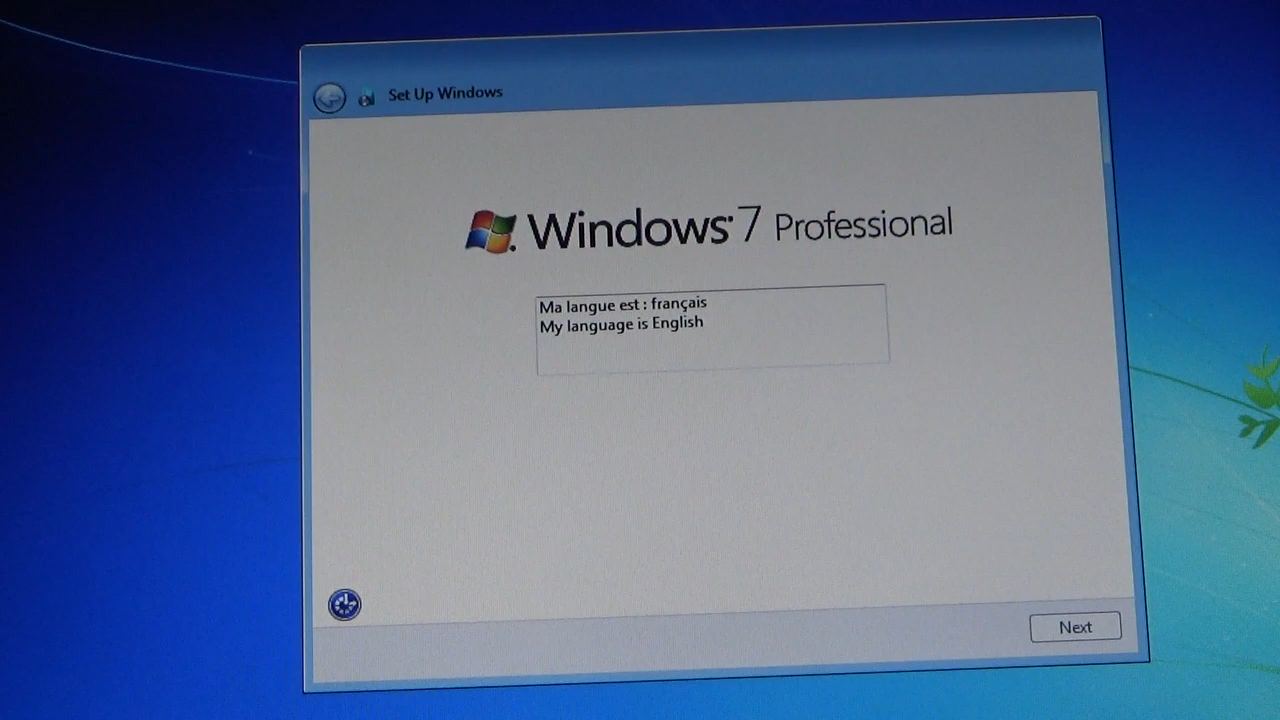 Set Up Windows
Windows 7 Professional
Ma langue est : français
My language is English
Next